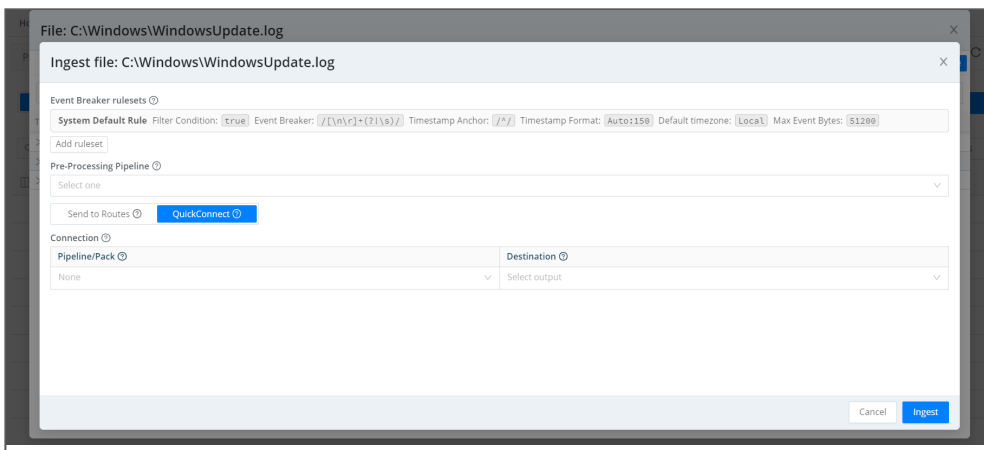 File: C:\Windows\WindowsUpdate.log
Ingest file: C:\Windows\WindowsUpdate.log
Event Breaker rulesets
System Default Rule Filter Condition: true Event Breaker: /[\n\r]+(?!\s)/ Timestamp Anchor: /^/ Timestamp Format: Auto:150 Default timezone: Local Max Event Bytes: 51200
Add ruleset
Pre-Processing Pipeline
Select one
Send to Routes QuickConnect
Connection
Pipeline/Pack Destination
None Select output
Cancel Ingest